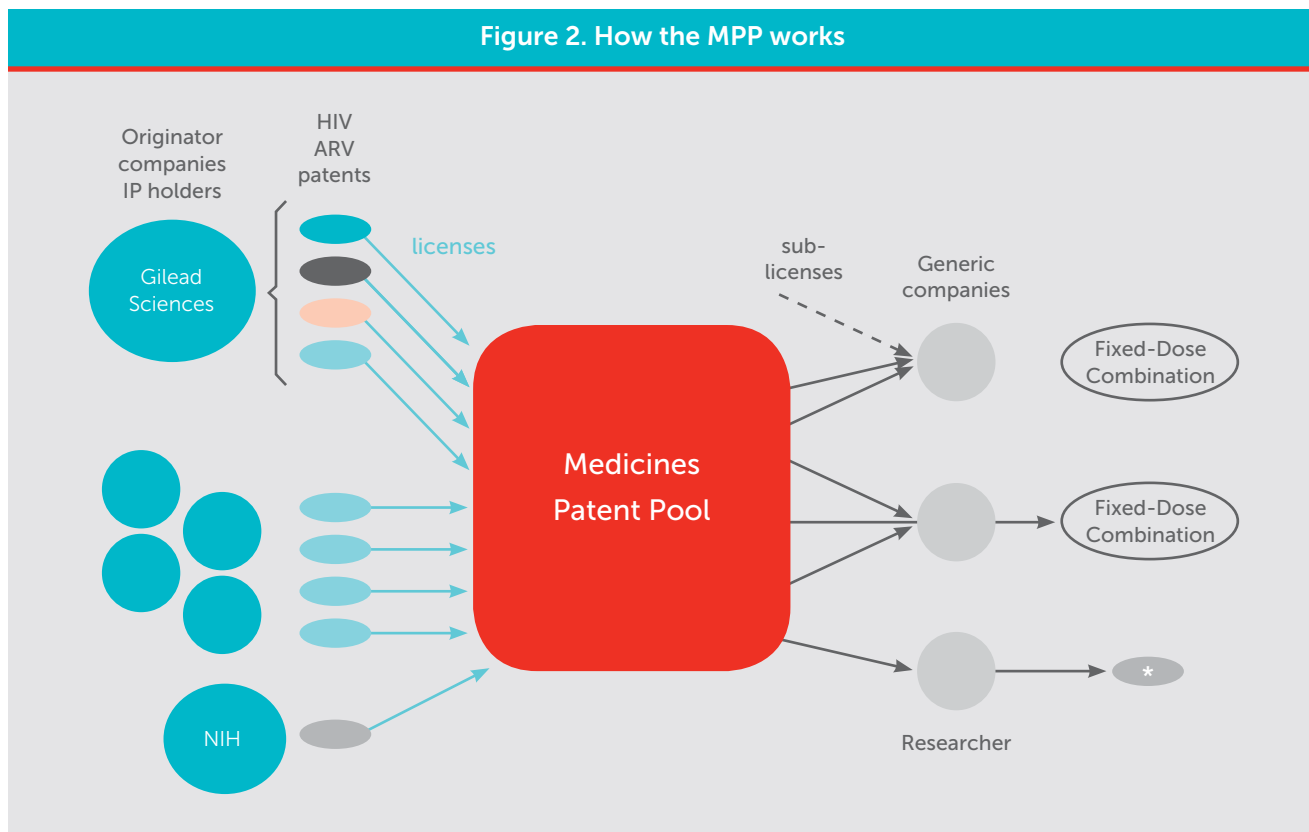 Figure 2. How the MPP works
Originator
companies
IP holders
HIV
ARV
patents
Gilead
Sciences
licenses
sub-
licenses
Generic
companies
Fixed-Dose
Combination
Medicines
Patent Pool
Fixed-Dose
Combination
*
NIH
Researcher